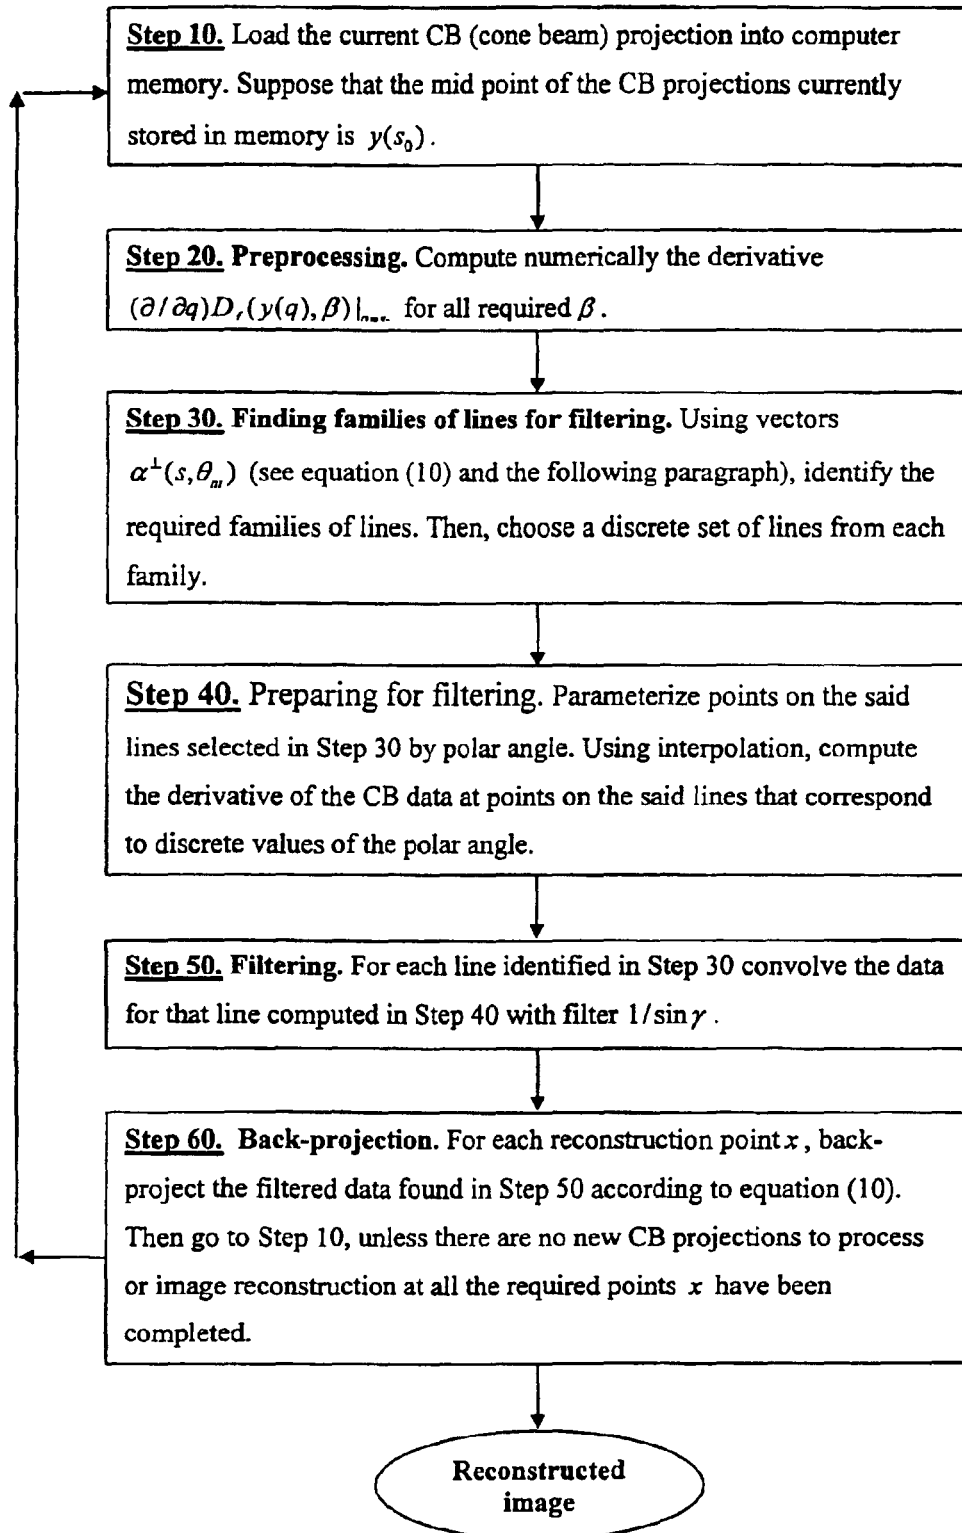 Step 10. Load the current CB (cone beam) projection into computer
memory. Suppose that the mid point of the CB projections currently
stored in memory is y(s₀).
Step 20. Preprocessing. Compute numerically the derivative
(∂/∂q)D_f(y(q), β)| for all required β.
Step 30. Finding families of lines for filtering. Using vectors
α^⊥(s,θ_m) (see equation (10) and the following paragraph), identify the
required families of lines. Then, choose a discrete set of lines from each
family.
Step 40. Preparing for filtering. Parameterize points on the said
lines selected in Step 30 by polar angle. Using interpolation, compute
the derivative of the CB data at points on the said lines that correspond
to discrete values of the polar angle.
Step 50. Filtering. For each line identified in Step 30 convolve the data
for that line computed in Step 40 with filter 1/sin γ.
Step 60. Back-projection. For each reconstruction point x, back-
project the filtered data found in Step 50 according to equation (10).
Then go to Step 10, unless there are no new CB projections to process
or image reconstruction at all the required points x have been
completed.
Reconstructed
image